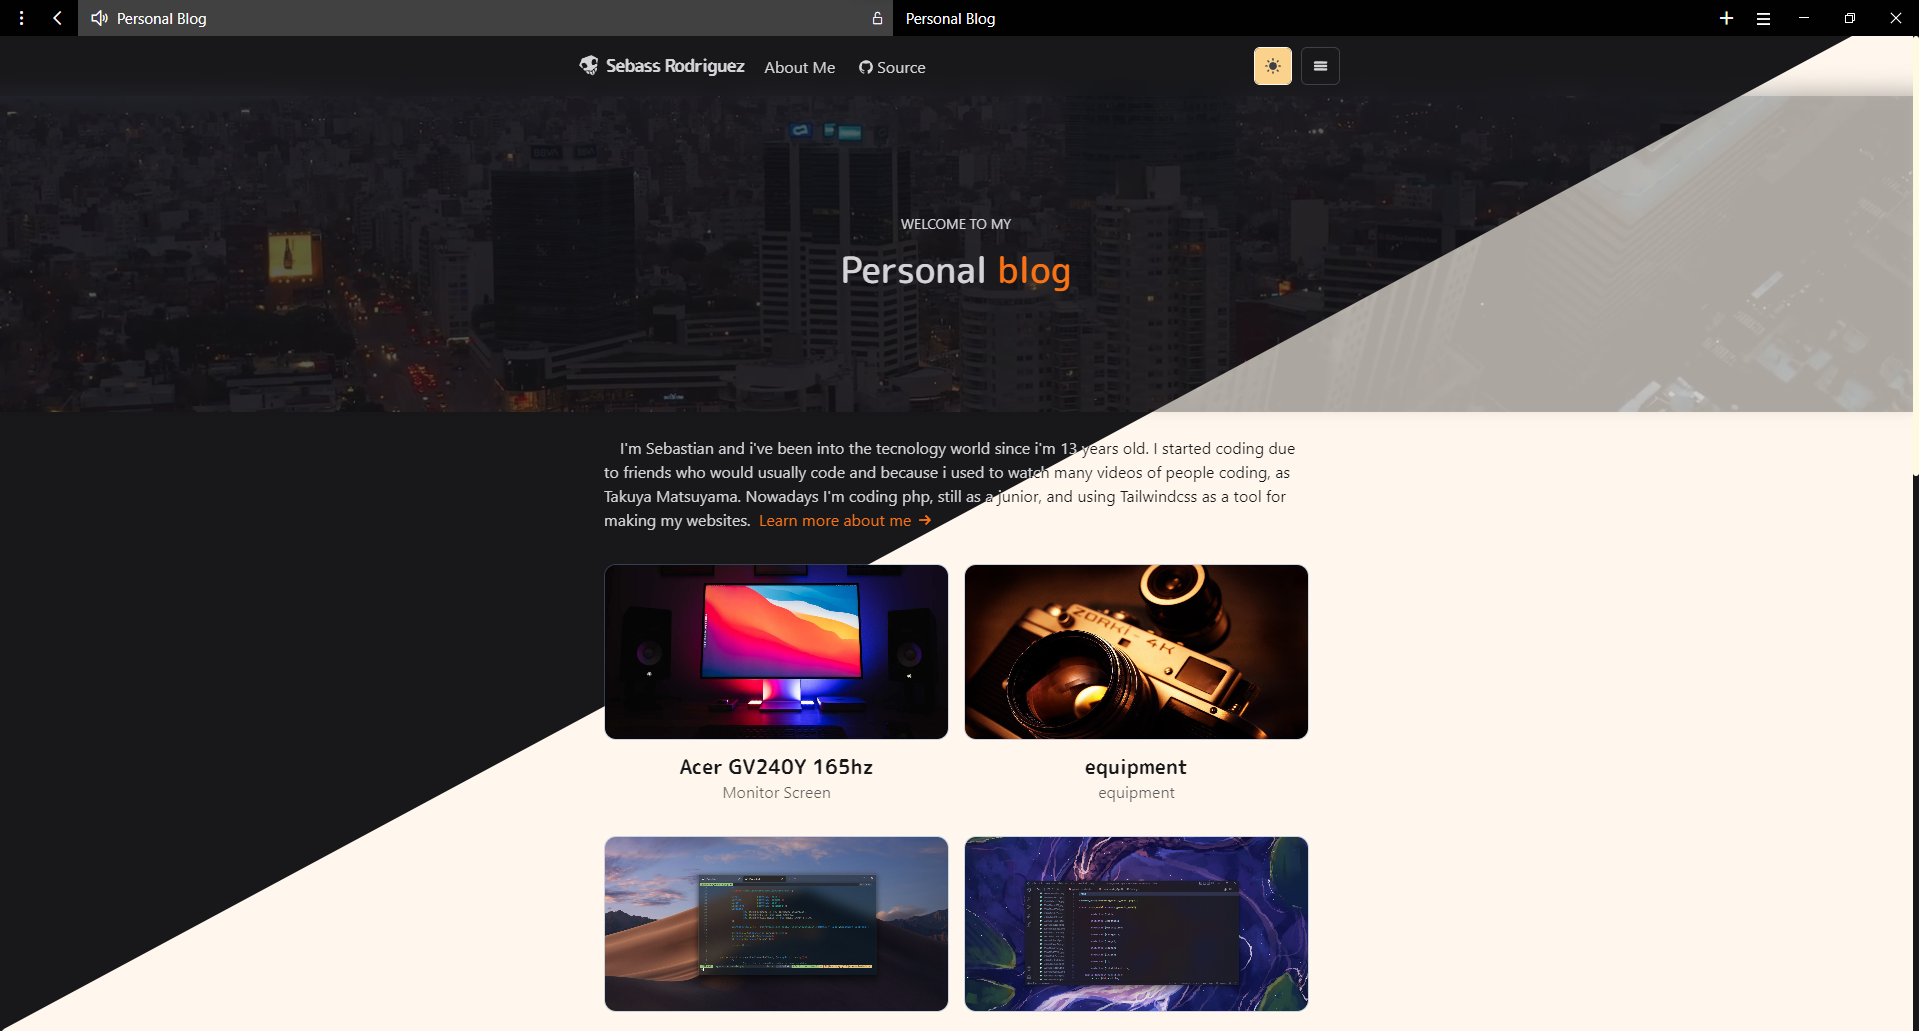 Personal Blog
Personal Blog
Sebass Rodriguez
About Me
Source
WELCOME TO MY
Personal blog
I'm Sebastian and i've been into the tecnology world since i'm 13 years old. I started coding due
to friends who would usually code and because i used to watch many videos of people coding, as
Takuya Matsuyama. Nowadays I'm coding php, still as a junior, and using Tailwindcss as a tool for
making my websites. Learn more about me →
ZORKI-4K
Acer GV240Y 165hz
Monitor Screen
equipment
equipment